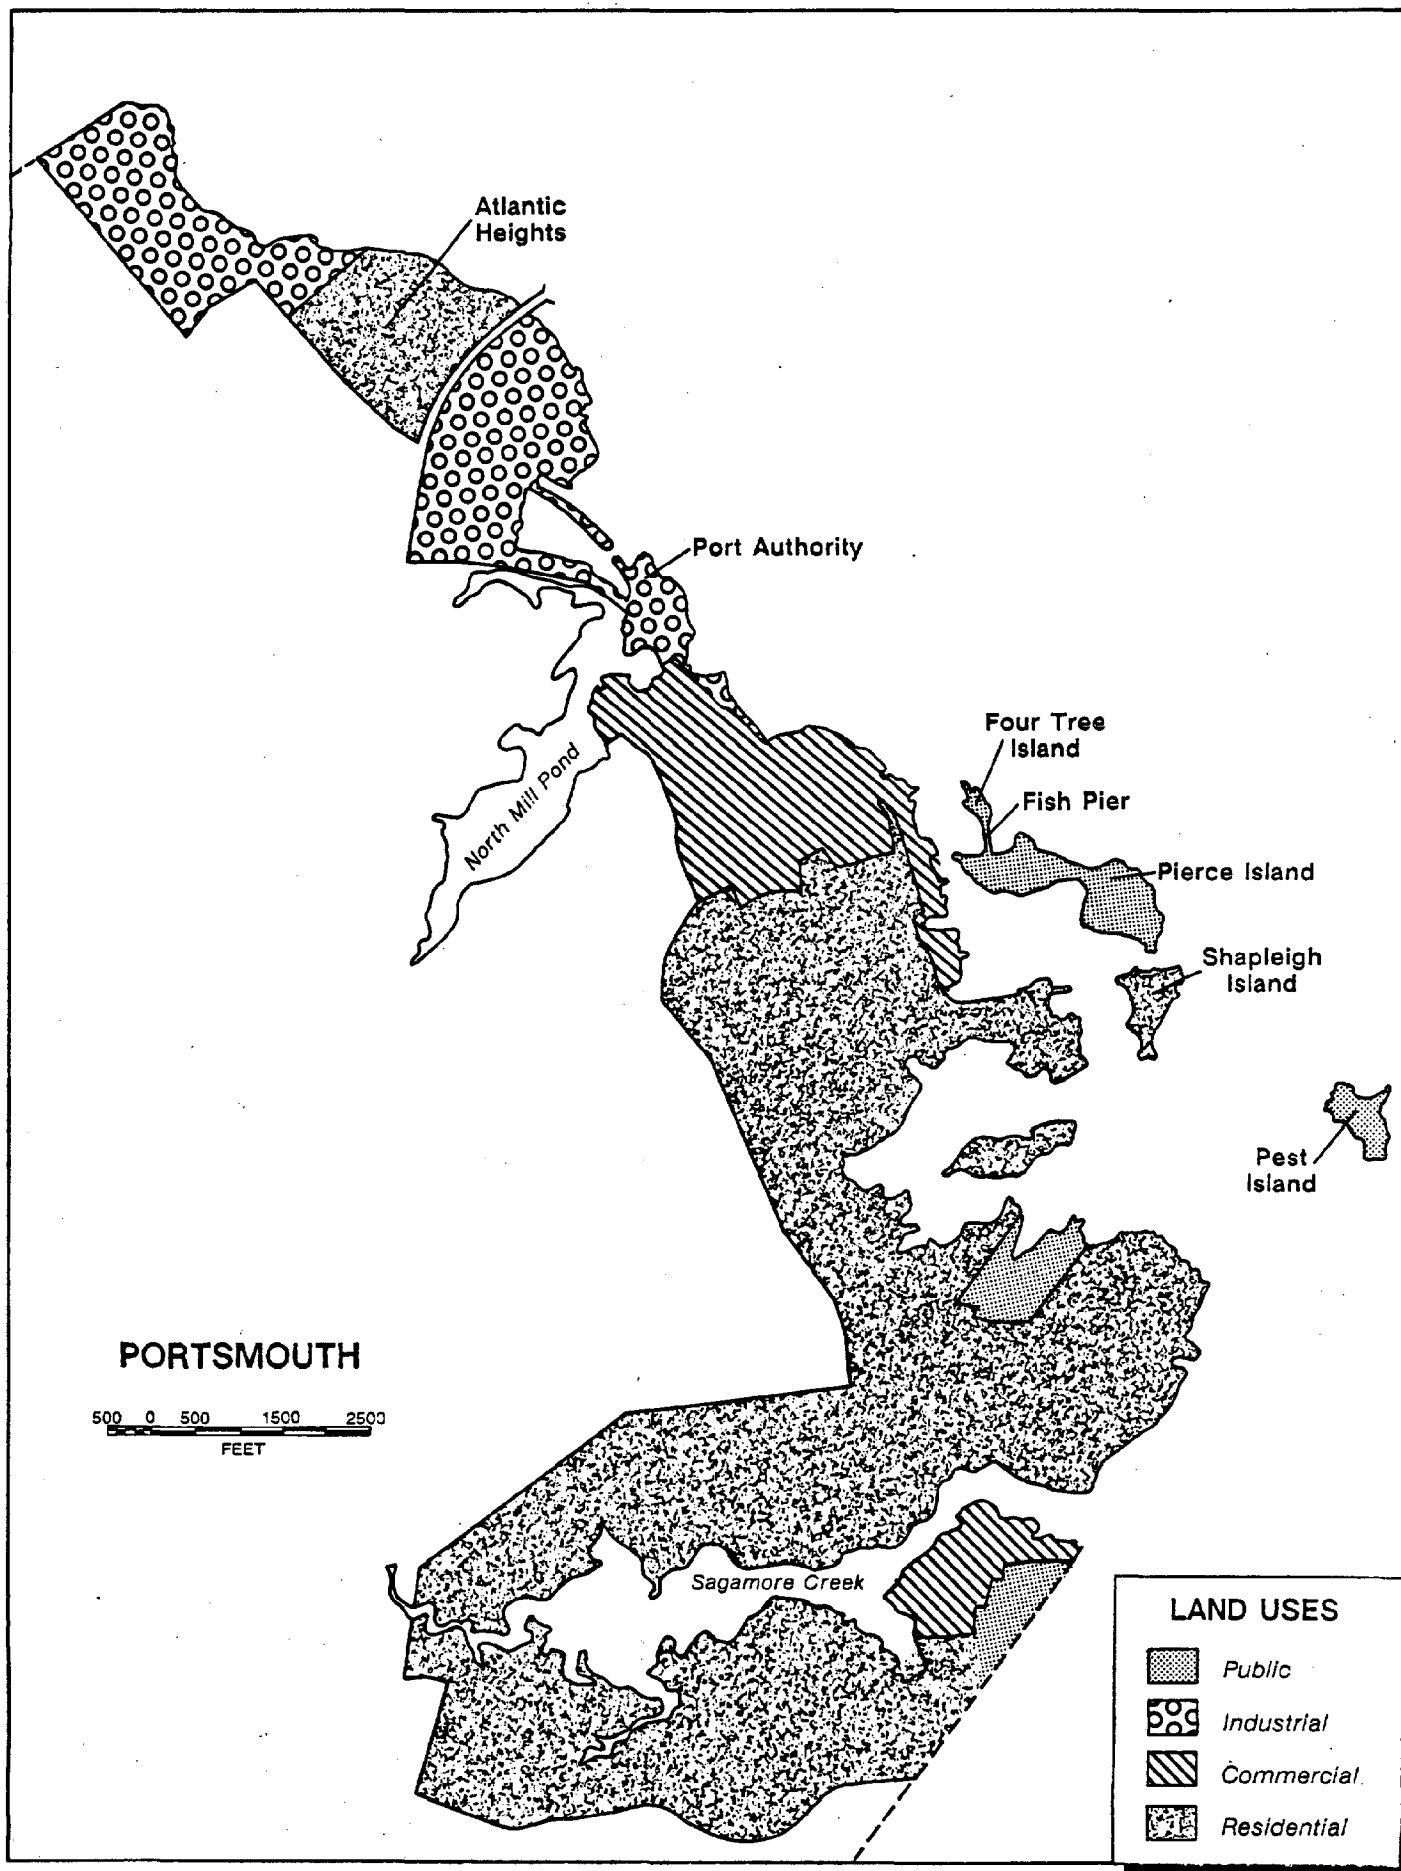 Atlantic
Heights
Port Authority
Four Tree
Island
Fish Pier
North Mill Pond
Pierce Island
Shapleigh
Island
Pest
Island
PORTSMOUTH
500 0 500 1500 2500
FEET
Sagamore Creek
LAND USES
Public
Industrial
Commercial
Residential